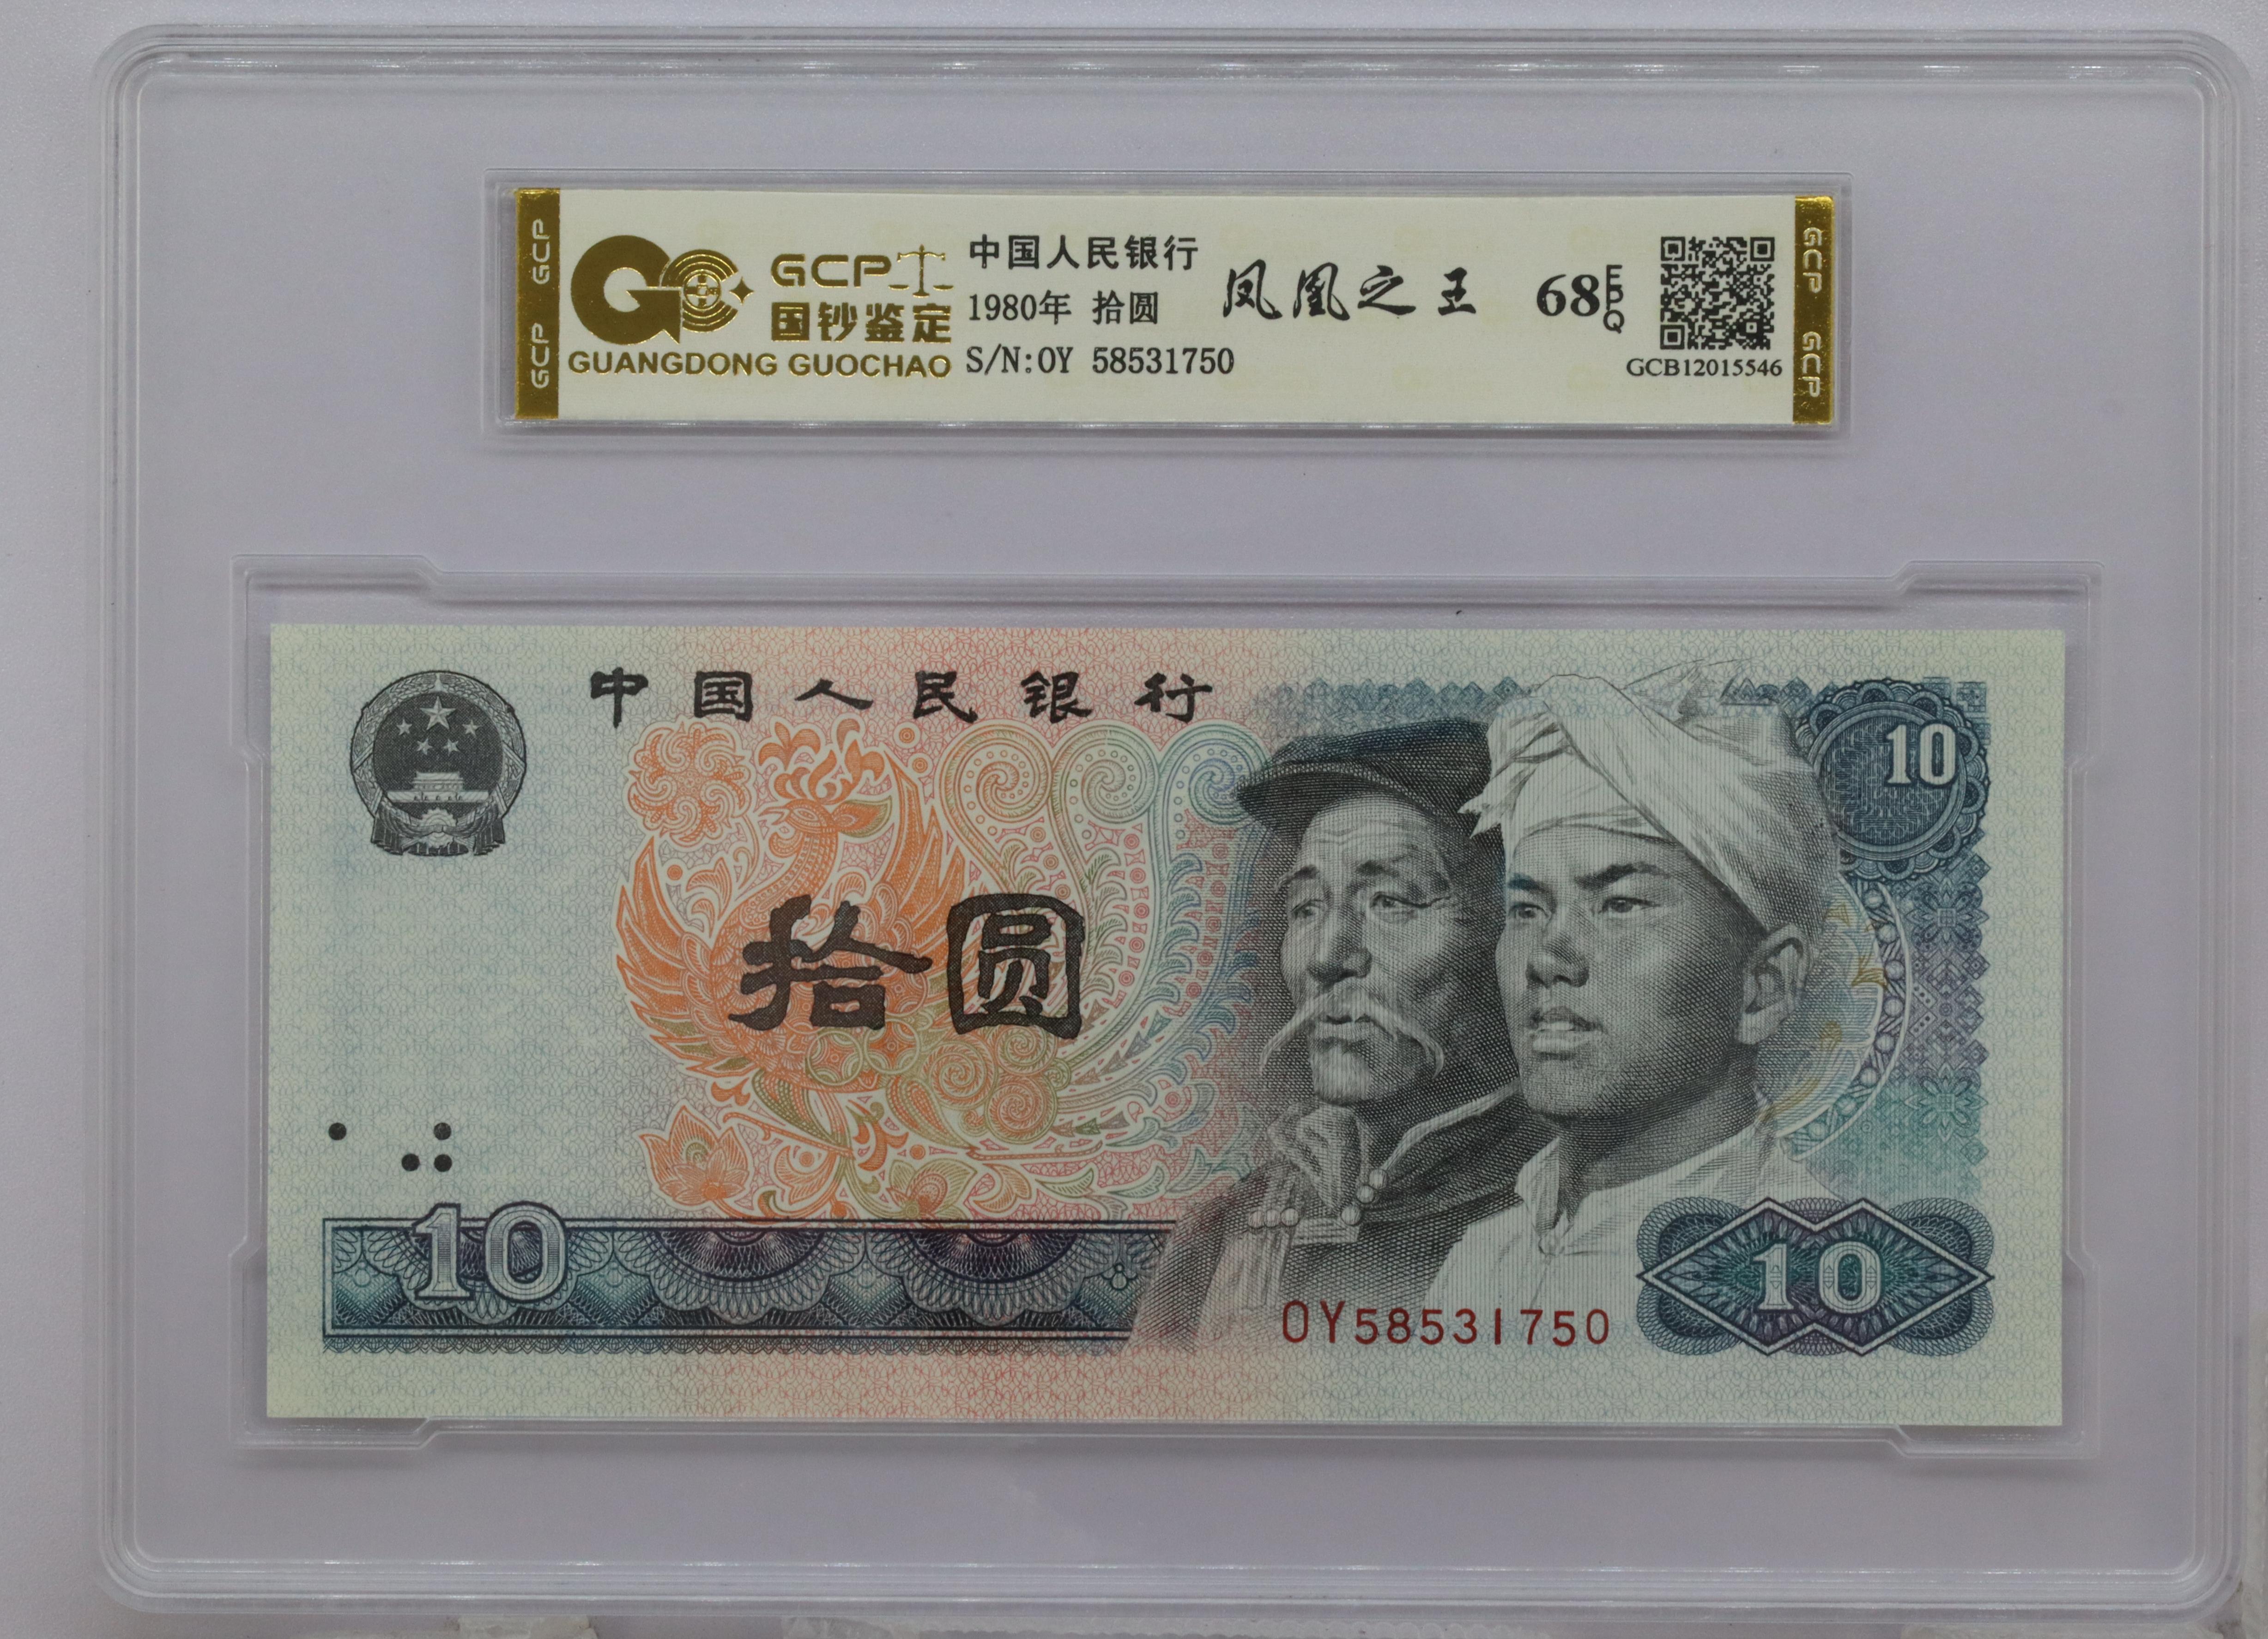 GCP GCP
GCP
国钞鉴定
GUANGDONG GUOCHAO
中国人民银行
1980年 拾圆
S/N:OY 58531750
凤凰之王
68 EPQ
GCB12015546
GCP GCP
中国人民银行
10
拾圆
10
OY58531750
10